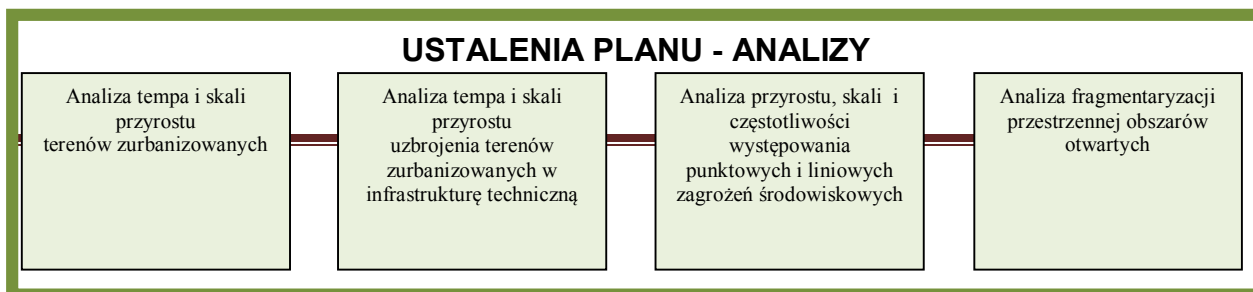 USTALENIA PLANU - ANALIZY
Analiza tempa i skali
przyrostu
terenów zurbanizowanych
Analiza tempa i skali
przyrostu
uzbrojenia terenów
zurbanizowanych w
infrastrukturę techniczną
Analiza przyrostu, skali i
częstotliwości
występowania
punktowych i liniowych
zagrożeń środowiskowych
Analiza fragmentaryzacji
przestrzennej obszarów
otwartych